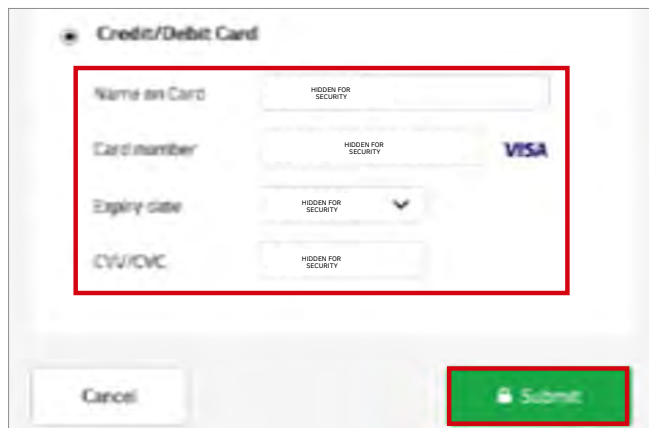 Credit/Debit Card
Name on Card
HIDDEN FOR
SECURITY
Card number
HIDDEN FOR
SECURITY
VISA
Expiry date
HIDDEN FOR
SECURITY
CVV/CVC
HIDDEN FOR
SECURITY
Cancel
Submit